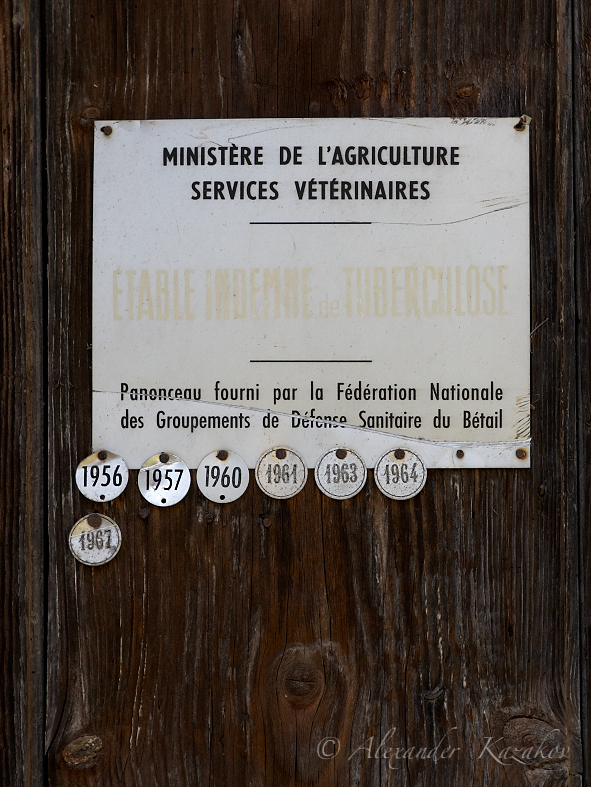 MINISTÈRE DE L'AGRICULTURE
SERVICES VÉTÉRINAIRES
ÉTABLE INDEMNE de TUBERCULOSE
Panonceau fourni par la Fédération Nationale
des Groupements de Défense Sanitaire du Bétail
1956 1957 1960 1961 1963 1964
1967
© Alexander Kazakov